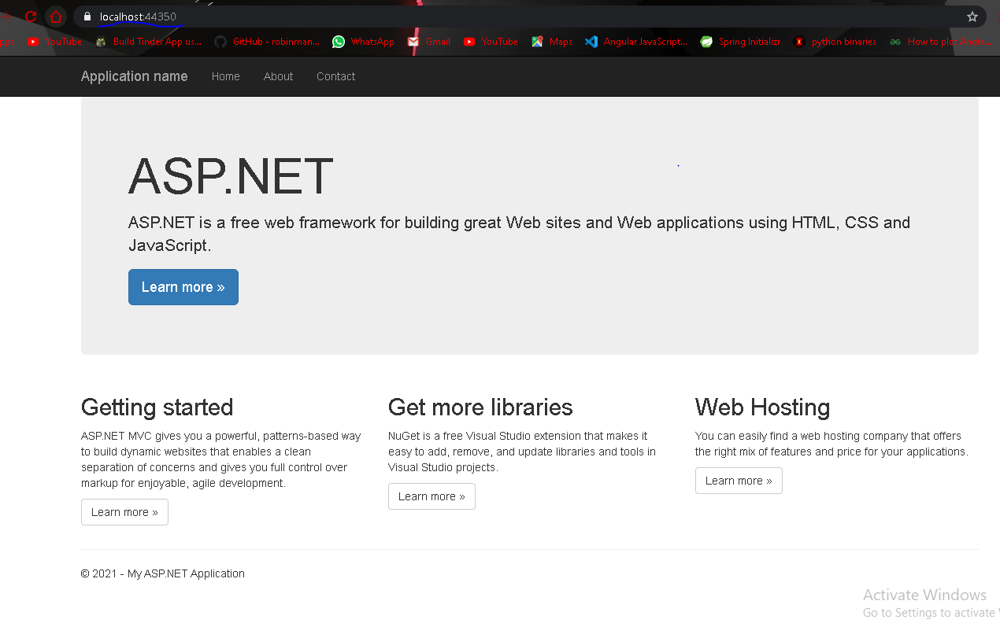 localhost:44350
YouTube Build Tinder App us... GitHub - robinman... WhatsApp Gmail YouTube Maps Angular JavaScript... Spring Initializr python binaries How to plot Andre...
Application name Home About Contact
ASP.NET
ASP.NET is a free web framework for building great Web sites and Web applications using HTML, CSS and
JavaScript.
Learn more »
Getting started
ASP.NET MVC gives you a powerful, patterns-based way
to build dynamic websites that enables a clean
separation of concerns and gives you full control over
markup for enjoyable, agile development.
Learn more »
Get more libraries
NuGet is a free Visual Studio extension that makes it
easy to add, remove, and update libraries and tools in
Visual Studio projects.
Learn more »
Web Hosting
You can easily find a web hosting company that offers
the right mix of features and price for your applications.
Learn more »
© 2021 - My ASP.NET Application
Activate Windows
Go to Settings to activate